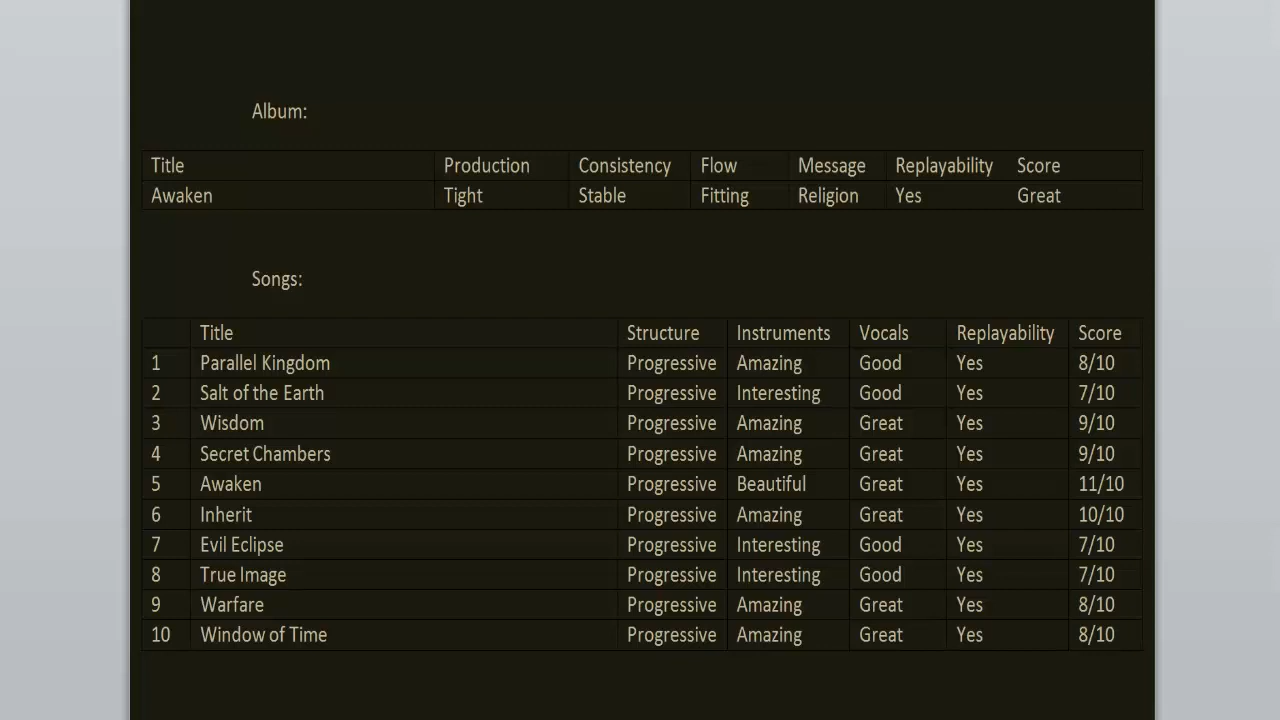 Album:
Title Production Consistency Flow Message Replayability Score
Awaken Tight Stable Fitting Religion Yes Great
Songs:
Title Structure Instruments Vocals Replayability Score
1 Parallel Kingdom Progressive Amazing Good Yes 8/10
2 Salt of the Earth Progressive Interesting Good Yes 7/10
3 Wisdom Progressive Amazing Great Yes 9/10
4 Secret Chambers Progressive Amazing Great Yes 9/10
5 Awaken Progressive Beautiful Great Yes 11/10
6 Inherit Progressive Amazing Great Yes 10/10
7 Evil Eclipse Progressive Interesting Good Yes 7/10
8 True Image Progressive Interesting Good Yes 7/10
9 Warfare Progressive Amazing Great Yes 8/10
10 Window of Time Progressive Amazing Great Yes 8/10